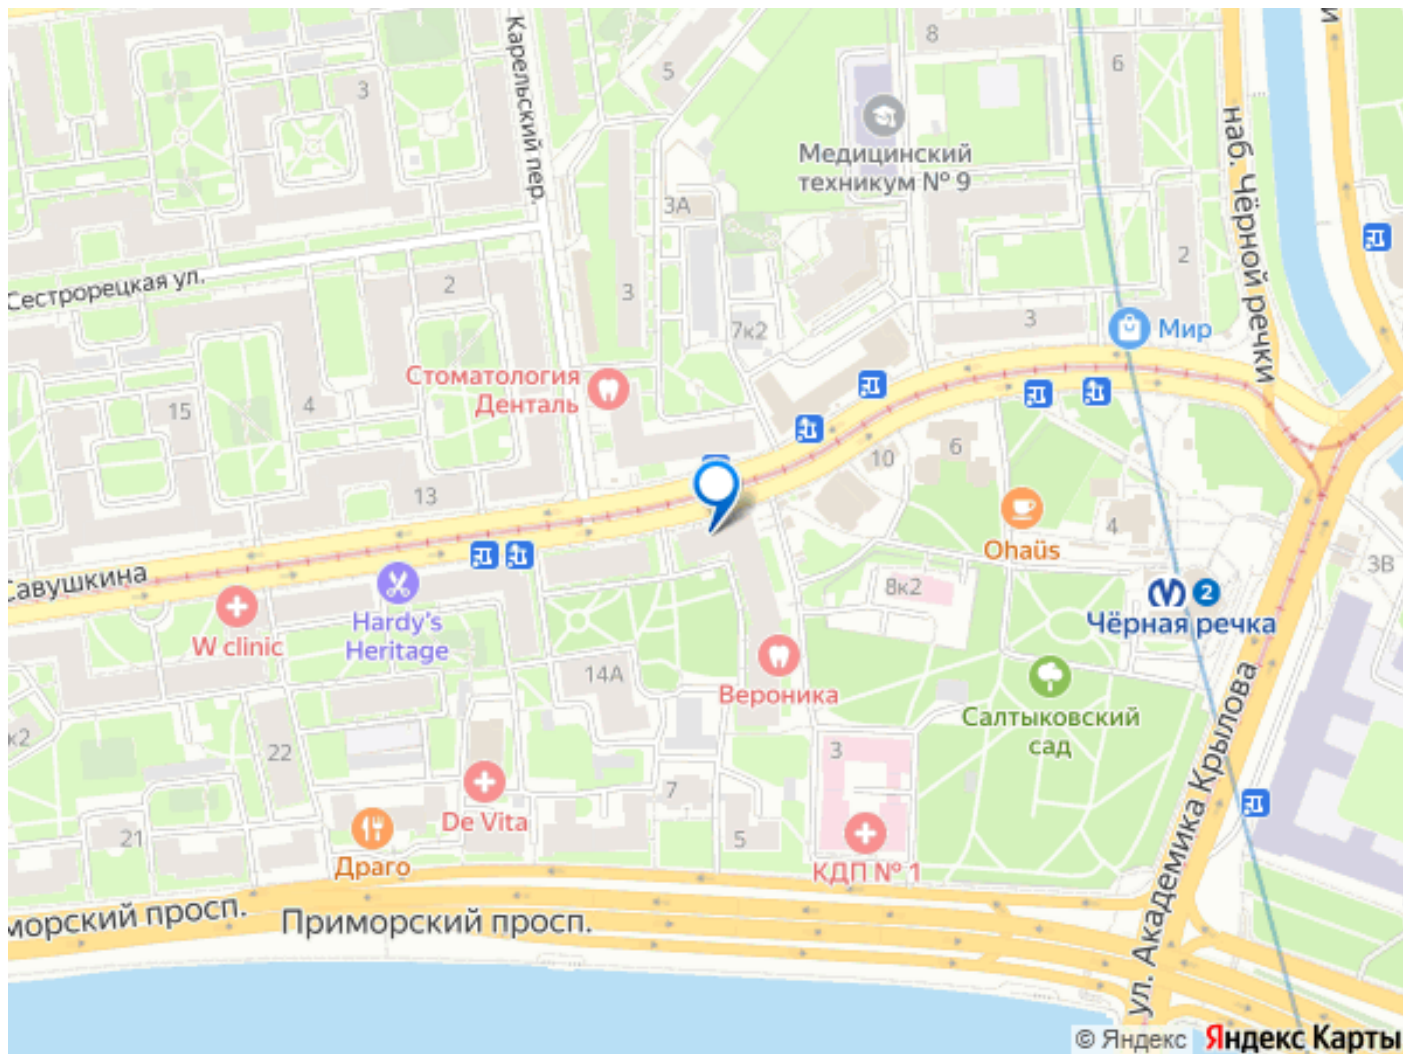 8
6
5
3
Карельский пер.
наб. Чёрной речки
Медицинский
техникум № 9
3А
2
Сестрорецкая ул.
2
3
3
7к2
Мир
Стоматология
Денталь
15
4
13
10
6
Ohaüs
4
3В
Савушкина
W clinic
Hardy's
Heritage
8к2
2
Чёрная речка
14А
Вероника
Салтыковский
сад
к2
22
3
7
De Vita
21
5
Драго
КДП № 1
ул. Академика Крылова
морский просп.
Приморский просп.
© Яндекс
Яндекс Карты